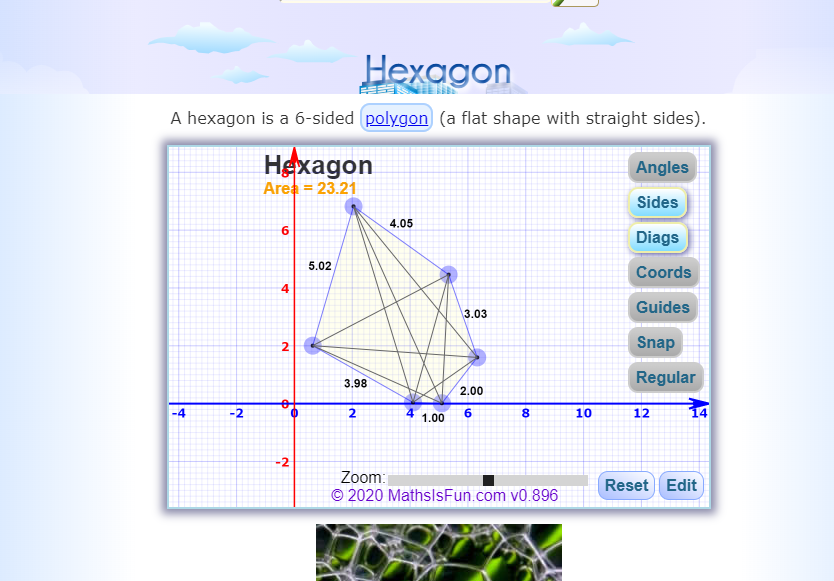 Hexagon
A hexagon is a 6-sided polygon (a flat shape with straight sides).
Hexagon
Area = 23.21
Angles
Sides
Diags
Coords
Guides
Snap
Regular
8
6
4
2
0
-2
-4 -2 0 2 4 6 8 10 12 14
4.05
5.02
3.03
3.98
2.00
1.00
Zoom:
© 2020 MathsIsFun.com v0.896
Reset Edit